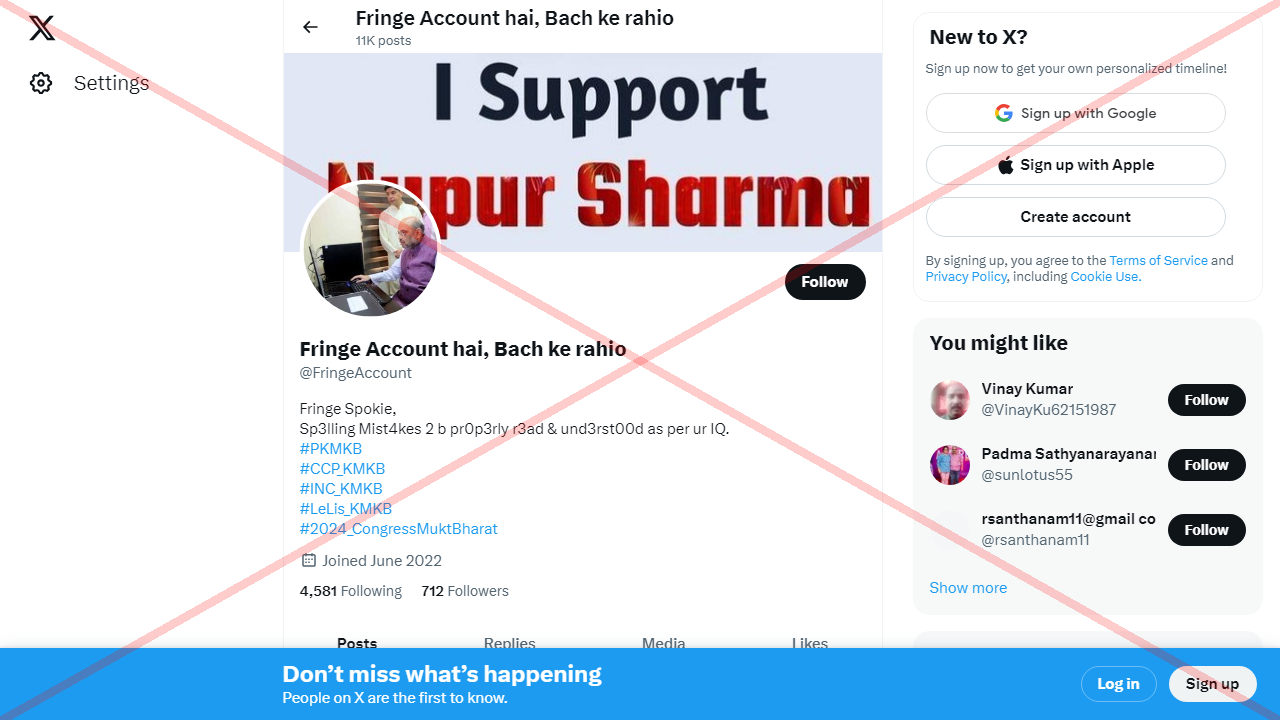 Settings
Fringe Account hai, Bach ke rahio
11K posts
I Support
Nupur Sharma
Follow
Fringe Account hai, Bach ke rahio
@FringeAccount
Fringe Spokie,
Sp3lling Mist4kes 2 b pr0p3rly r3ad & und3rst00d as per ur IQ.
#PKMKB
#CCP_KMKB
#INC_KMKB
#LeLis_KMKB
#2024_CongressMuktBharat
Joined June 2022
4,581 Following 712 Followers
Posts Replies Media Likes
New to X?
Sign up now to get your own personalized timeline!
Sign up with Google
Sign up with Apple
Create account
By signing up, you agree to the Terms of Service and
Privacy Policy, including Cookie Use.
You might like
Vinay Kumar
@VinayKu62151987
Follow
Padma Sathyanarayanan
@sunlotus55
Follow
rsanthanam11@gmail co
@rsanthanam11
Follow
Show more
Don’t miss what’s happening
People on X are the first to know.
Log in
Sign up